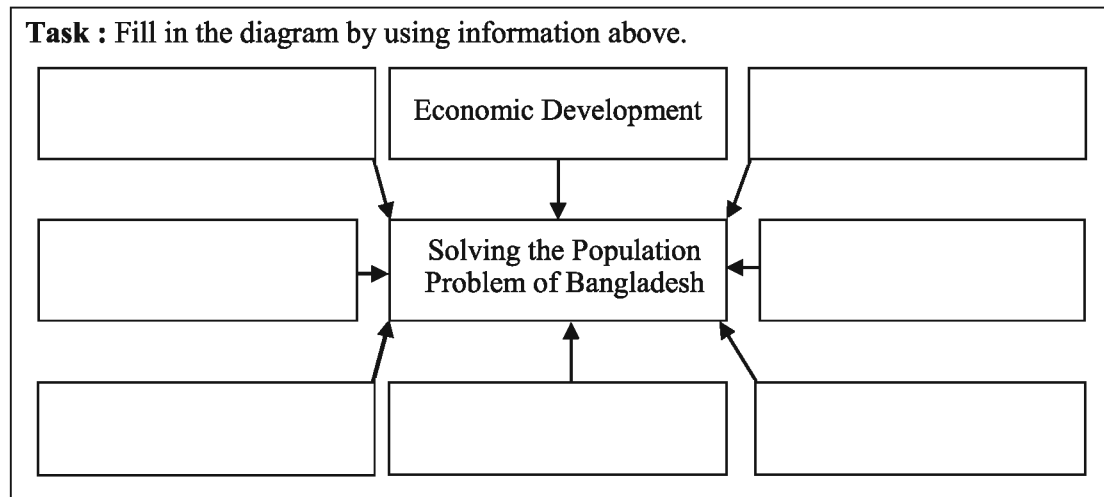 Task : Fill in the diagram by using information above.
Economic Development
Solving the Population
Problem of Bangladesh